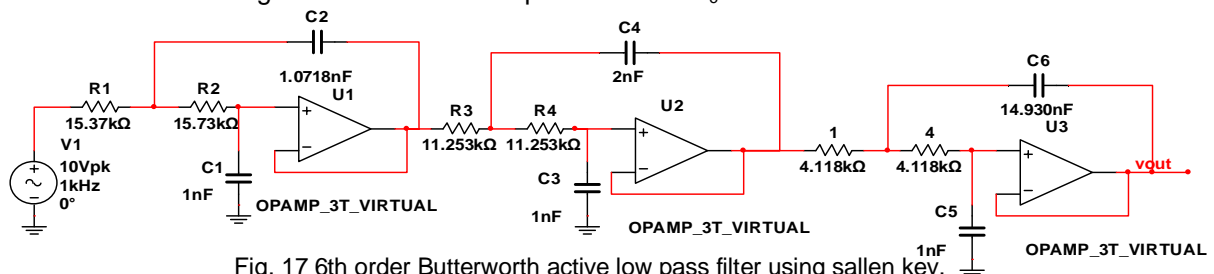 C2
1.0718nF
U1
R1
15.37kΩ
R2
15.73kΩ
V1
10Vpk
1kHz
0°
C1
1nF
OPAMP_3T_VIRTUAL
C4
2nF
U2
R3
11.253kΩ
R4
11.253kΩ
C3
1nF
OPAMP_3T_VIRTUAL
C6
14.930nF
U3
1
4.118kΩ
4
4.118kΩ
vout
C5
1nF
OPAMP_3T_VIRTUAL
Fig. 17 6th order Butterworth active low pass filter using sallen key.